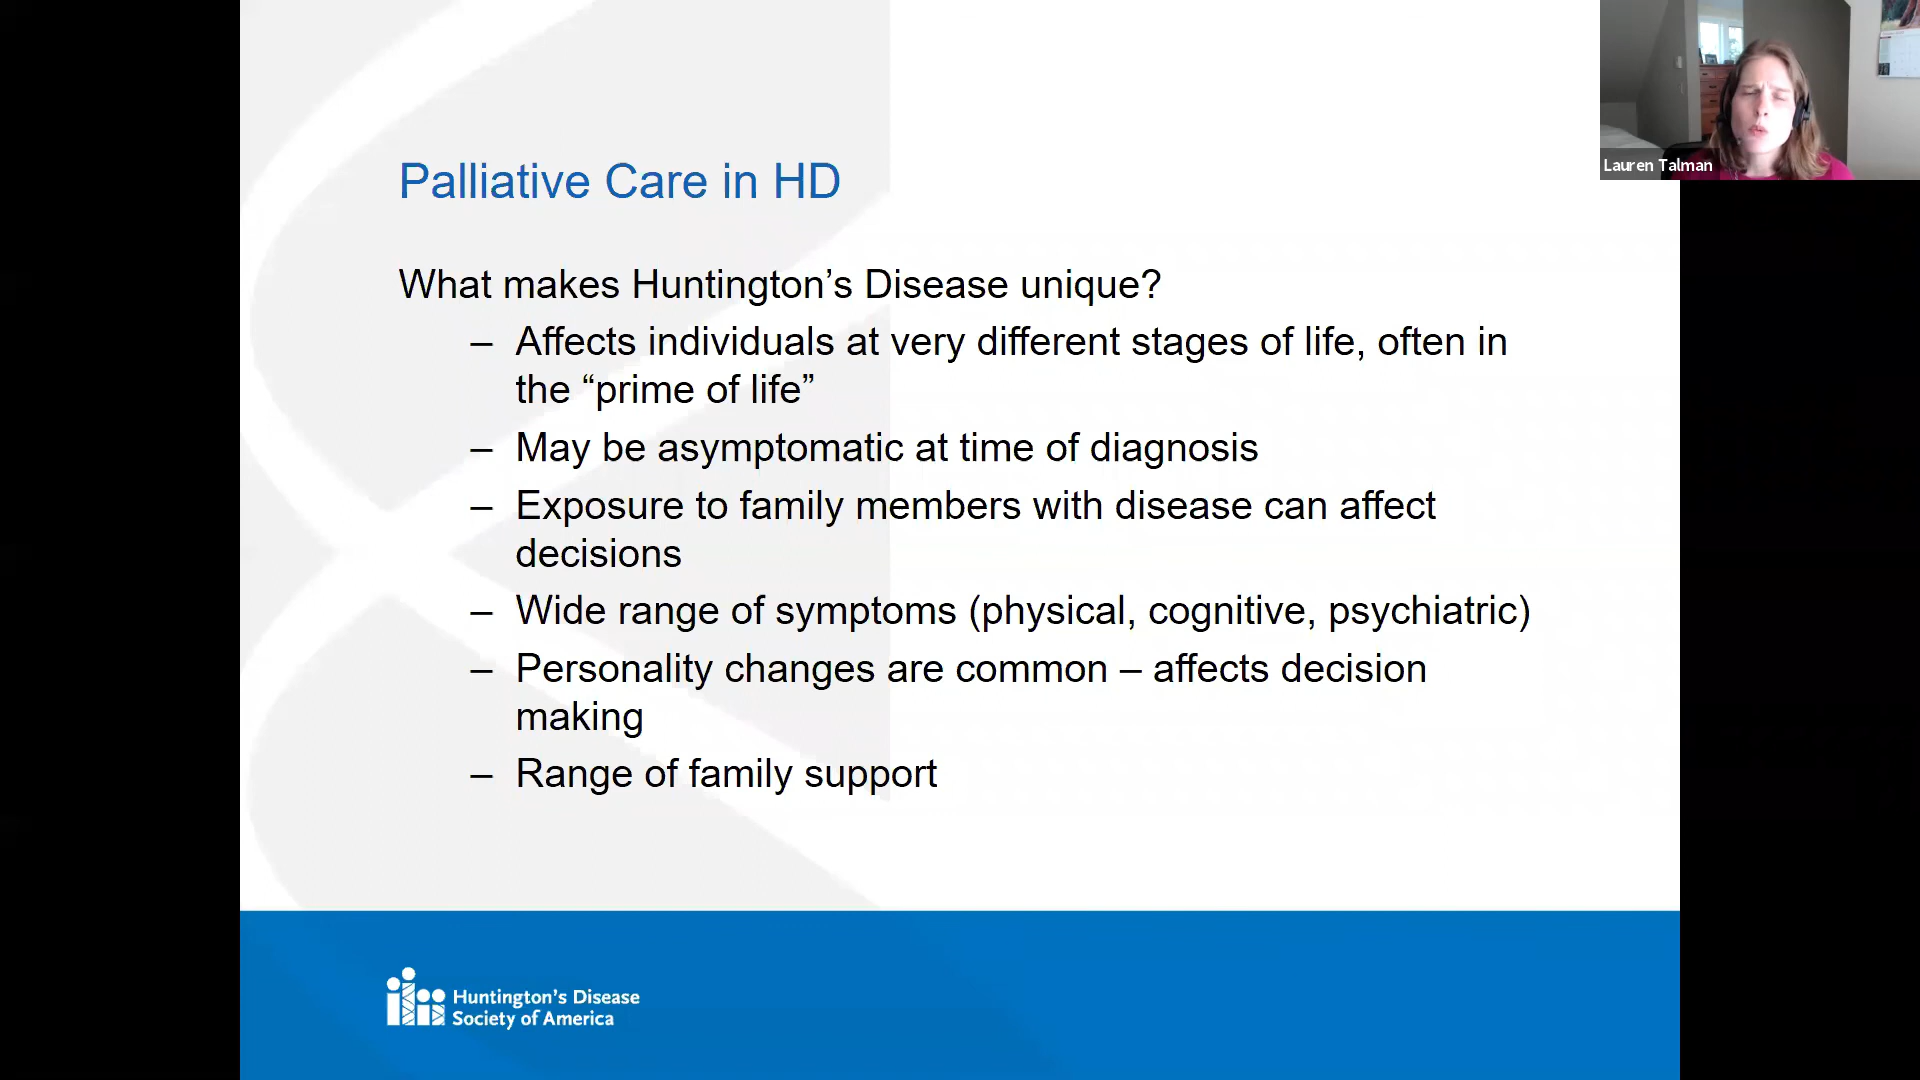 Lauren Talman
Palliative Care in HD
What makes Huntington’s Disease unique?
– Affects individuals at very different stages of life, often in
the “prime of life”
– May be asymptomatic at time of diagnosis
– Exposure to family members with disease can affect
decisions
– Wide range of symptoms (physical, cognitive, psychiatric)
– Personality changes are common – affects decision
making
– Range of family support
Huntington’s Disease
Society of America